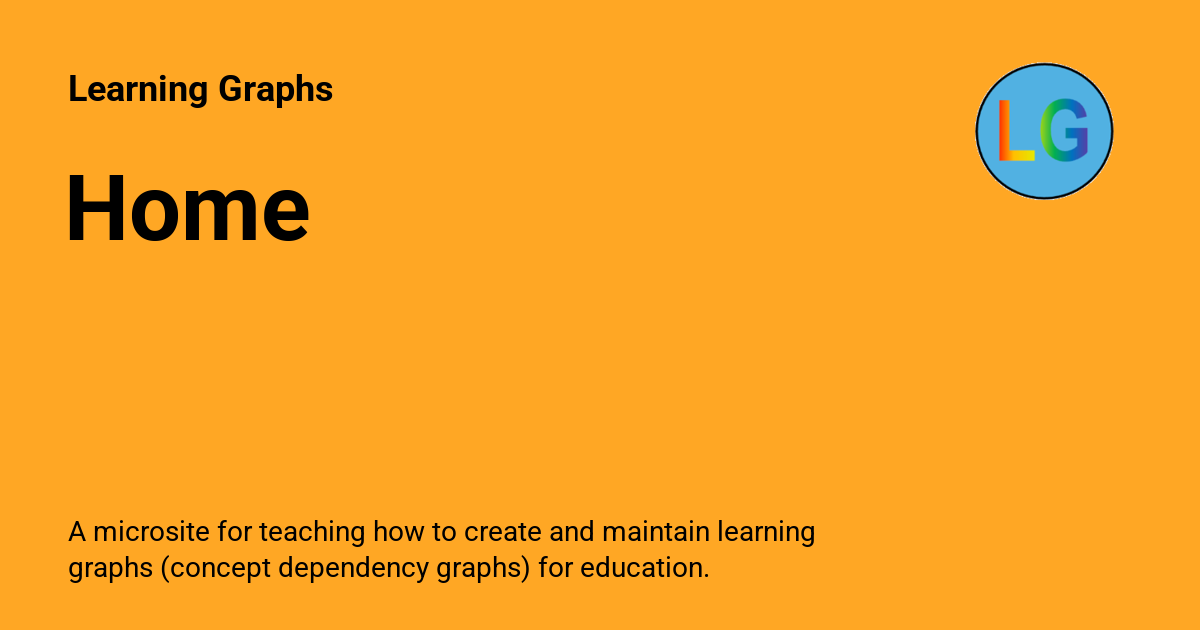 Learning Graphs
LG
Home
A microsite for teaching how to create and maintain learning
graphs (concept dependency graphs) for education.